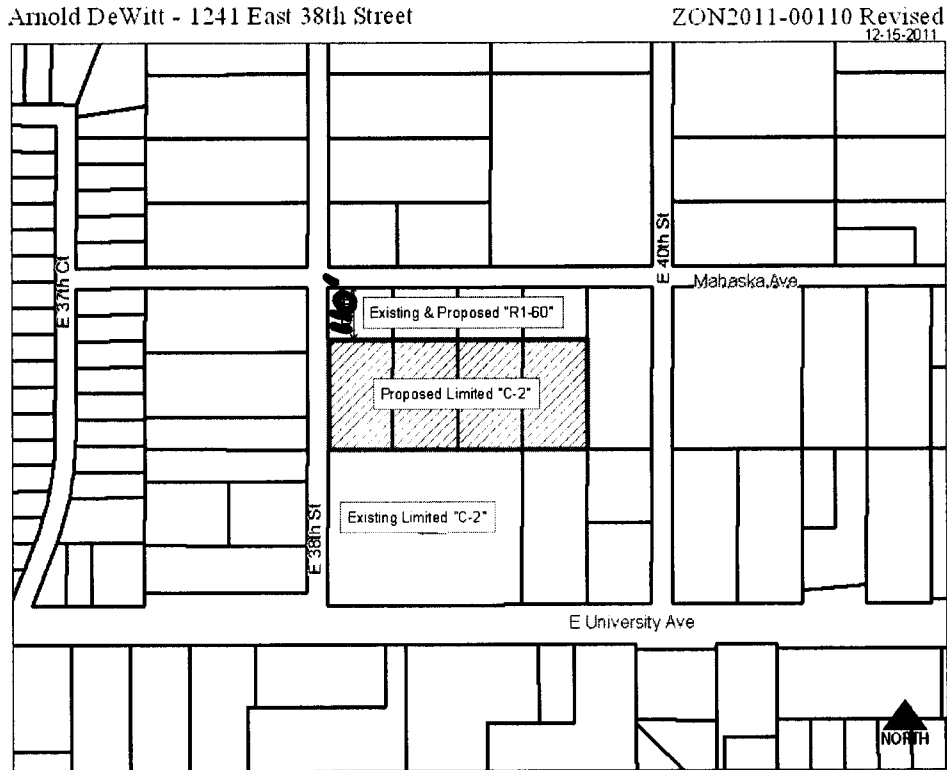 Arnold DeWitt - 1241 East 38th Street
ZON2011-00110 Revised
12-15-2011
E 37th Ct
E 40th St
Mahaska Ave
Existing & Proposed "R1-60"
Proposed Limited "C-2"
Existing Limited "C-2"
E 38th St
E University Ave
NORTH